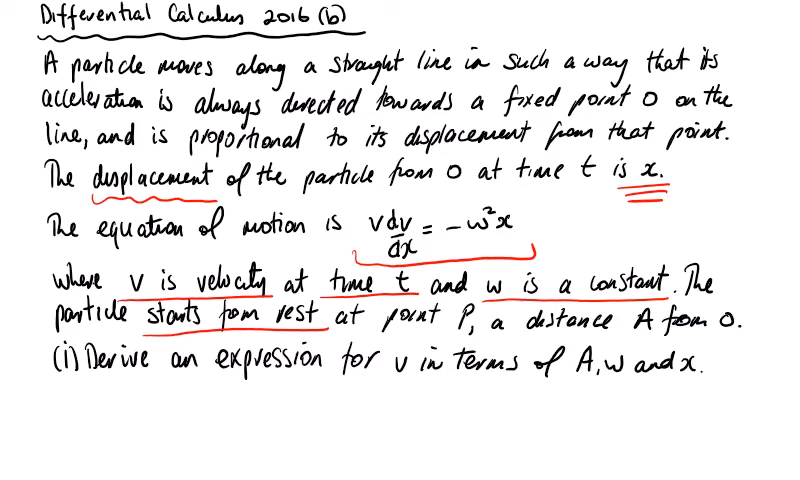 Differential Calculus 2016 (b)
A particle moves along a straight line in such a way that its
acceleration is always directed towards a fixed point O on the
line, and is proportional to its displacement from that point.
The displacement of the particle from O at time t is x.
The equation of motion is v dv/dx = -ω²x
where v is velocity at time t and ω is a constant. The
particle starts from rest at point P, a distance A from O.
(i) Derive an expression for v in terms of A, ω and x.